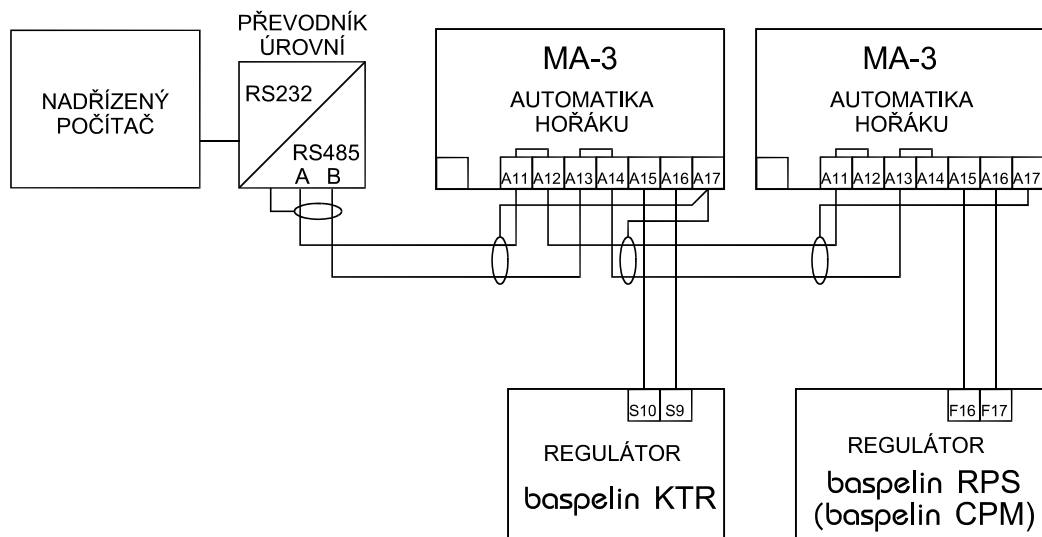 NADŘÍZENÝ
POČÍTAČ
PŘEVODNÍK
ÚROVNÍ
RS232
RS485
A B
MA-3
AUTOMATIKA
HOŘÁKU
A11 A12 A13 A14 A15 A16 A17
MA-3
AUTOMATIKA
HOŘÁKU
A11 A12 A13 A14 A15 A16 A17
S10 S9
REGULÁTOR
baspelin KTR
F16 F17
REGULÁTOR
baspelin RPS
(baspelin CPM)